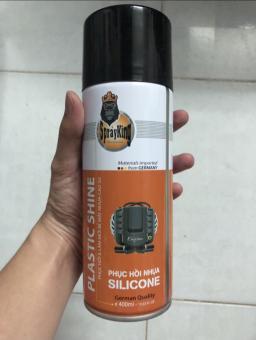 SprayKing
Materials imported
from GERMANY
PLASTIC SHINE
PHỤC HỒI NHỰA
SILICONE
German Quality
e 400ml